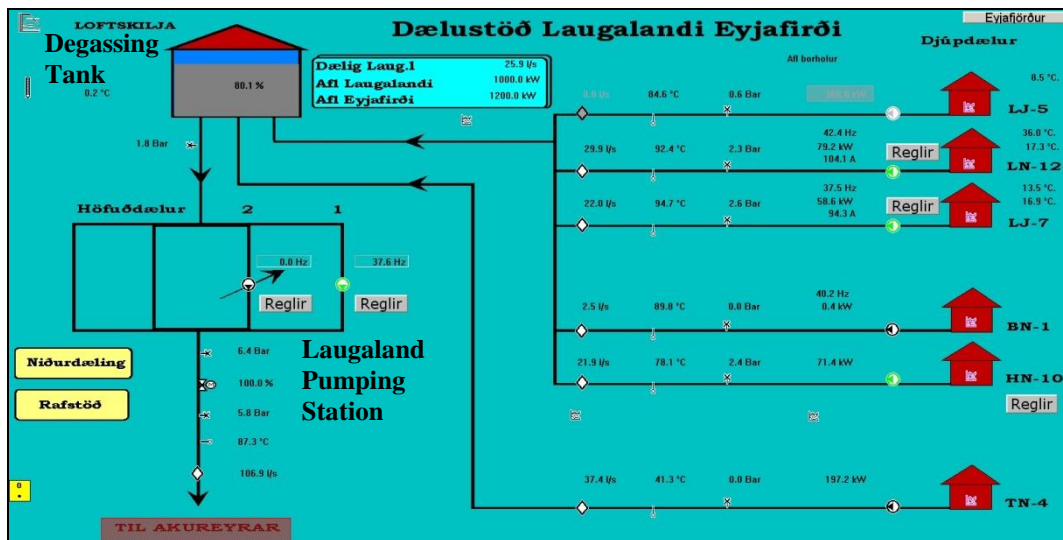 LOFTSKILJA
Degassing
Tank
0.2 °C
80.1 %
1.8 Bar
Dælustöð Laugalandi Eyjafirði
Eyjafjörður
Djúpdælur
Dælig Laug.1 25.9 l/s
Afl Laugalandi 1000.0 kW
Afl Eyjafirði 1200.0 kW
Afl borholur
8.5 °C.
0.0 l/s 84.6 °C 0.6 Bar
LJ-5
42.4 Hz
36.0 °C.
29.9 l/s 92.4 °C 2.3 Bar 79.2 kW Reglir 17.3 °C.
104.1 A
LN-12
37.5 Hz
13.5 °C.
22.0 l/s 94.7 °C 2.6 Bar 58.6 kW Reglir 16.9 °C.
94.3 A
LJ-7
Höfuðdælur 2 1
0.0 Hz 37.6 Hz
Reglir Reglir
40.2 Hz
2.5 l/s 89.8 °C 0.0 Bar 0.4 kW
BN-1
21.9 l/s 78.1 °C 2.4 Bar 71.4 kW
HN-10
Reglir
6.4 Bar
Niðurdæling
100.0 %
Rafstöð
5.8 Bar
87.3 °C
106.9 l/s
Laugaland
Pumping
Station
37.4 l/s 41.3 °C 0.0 Bar 197.2 kW
TN-4
0
TIL AKUREYRAR